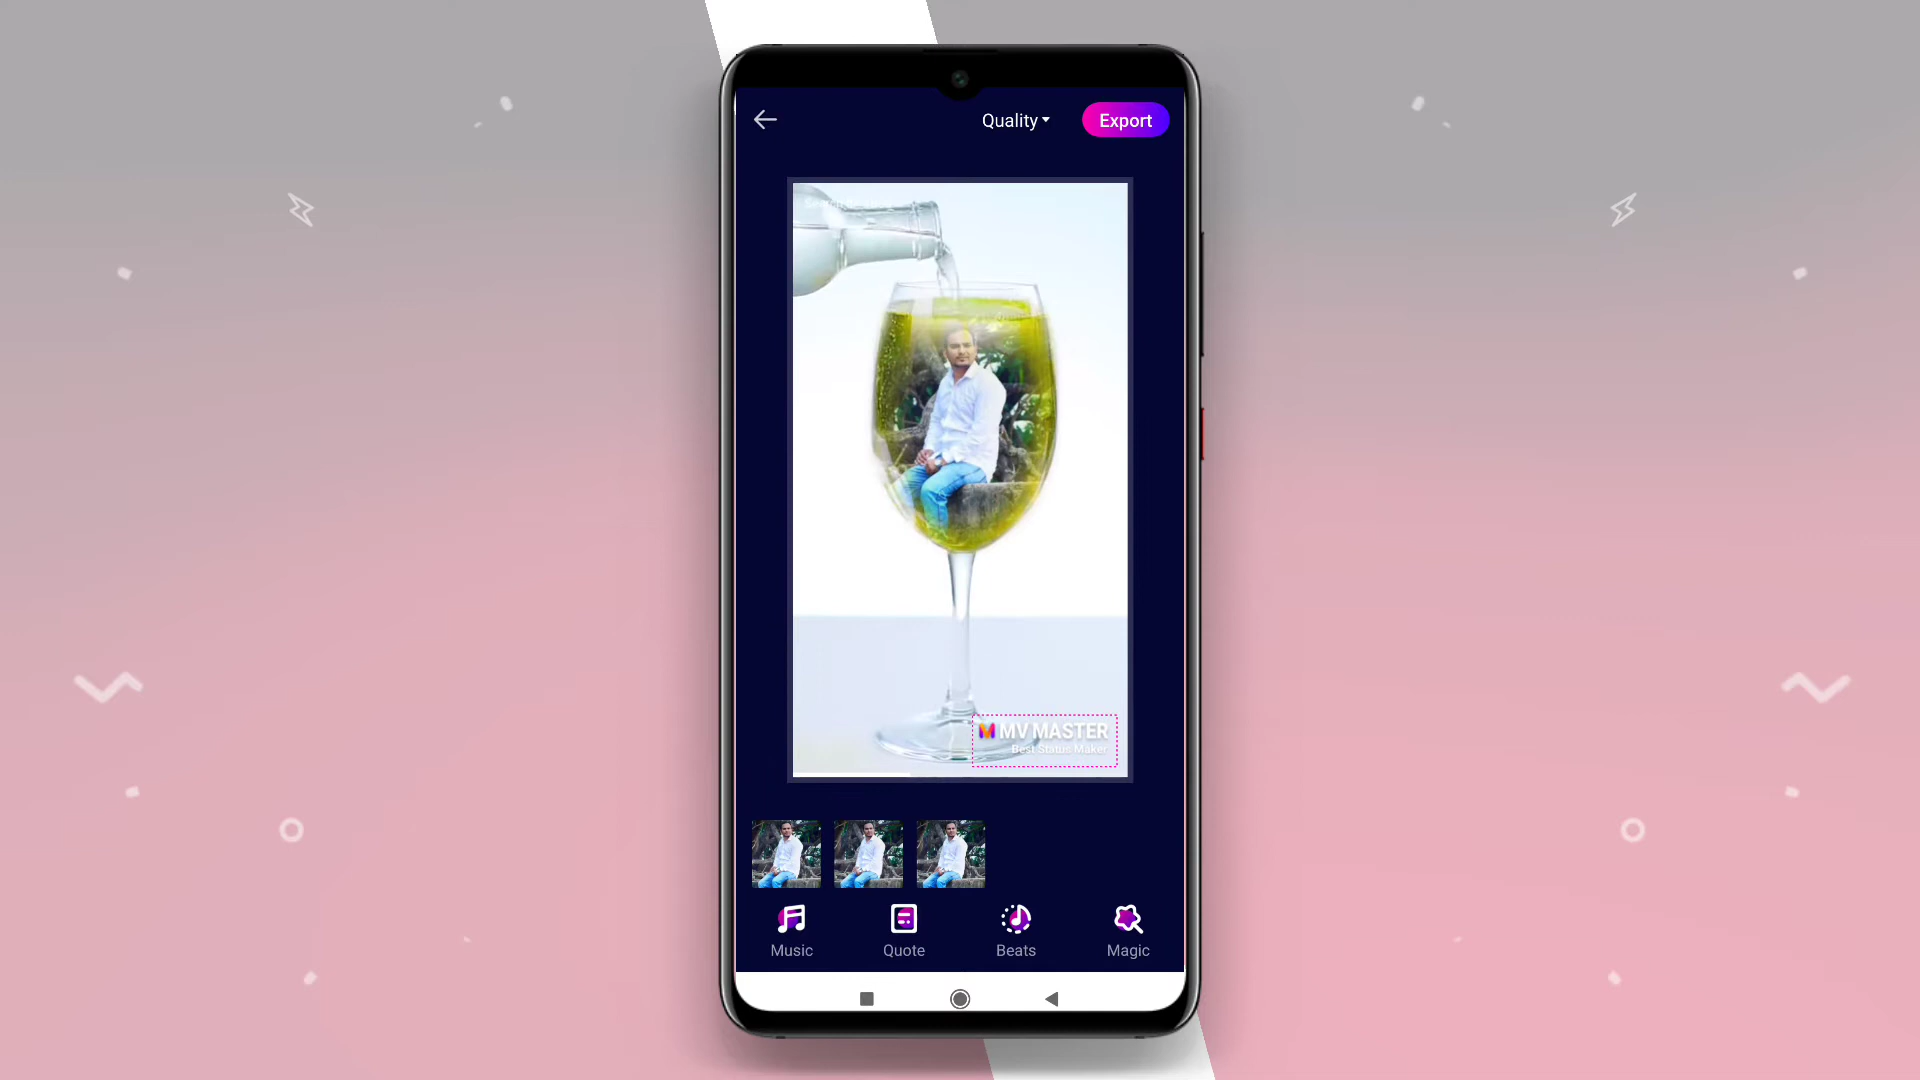 Quality
Export
MV MASTER
Best Status Maker
Music
Quote
Beats
Magic